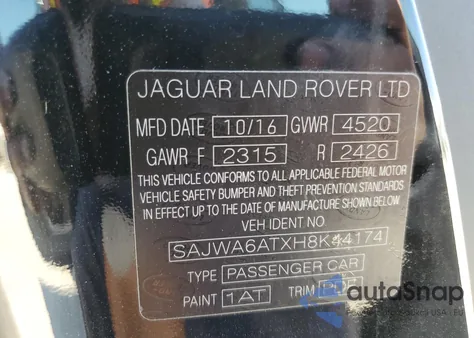 JAGUAR LAND ROVER LTD
MFD DATE 10/16 GVWR 4520
GAWR F 2315 R 2426
THIS VEHICLE CONFORMS TO ALL APPLICABLE FEDERAL MOTOR
VEHICLE SAFETY BUMPER AND THEFT PREVENTION STANDARDS
IN EFFECT UP TO THE DATE OF MANUFACTURE SHOWN ABOVE.
VEH IDENT NO
SAJWA6ATXH8K44174
TYPE PASSENGER CAR
PAINT 1AT TRIM
autoSnap